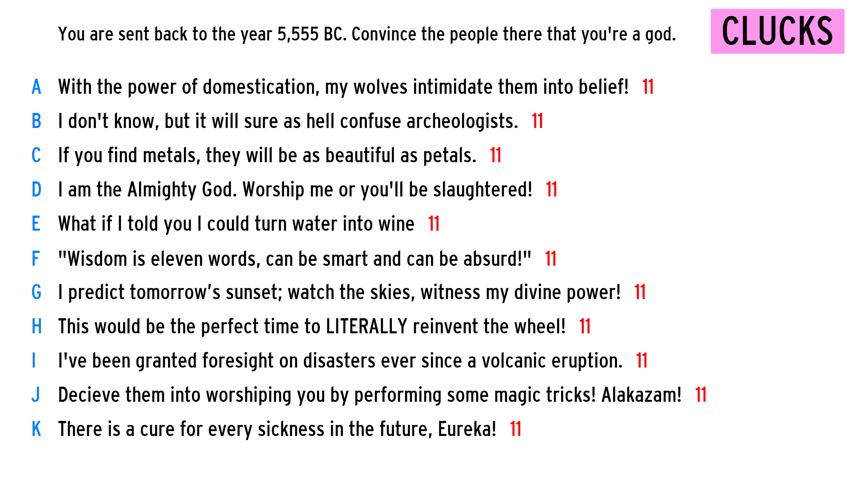 You are sent back to the year 5,555 BC. Convince the people there that you're a god.
CLUCKS
A With the power of domestication, my wolves intimidate them into belief! 11
B I don't know, but it will sure as hell confuse archeologists. 11
C If you find metals, they will be as beautiful as petals. 11
D I am the Almighty God. Worship me or you'll be slaughtered! 11
E What if I told you I could turn water into wine 11
F "Wisdom is eleven words, can be smart and can be absurd!" 11
G I predict tomorrow’s sunset; watch the skies, witness my divine power! 11
H This would be the perfect time to LITERALLY reinvent the wheel! 11
I I've been granted foresight on disasters ever since a volcanic eruption. 11
J Decieve them into worshiping you by performing some magic tricks! Alakazam! 11
K There is a cure for every sickness in the future, Eureka! 11